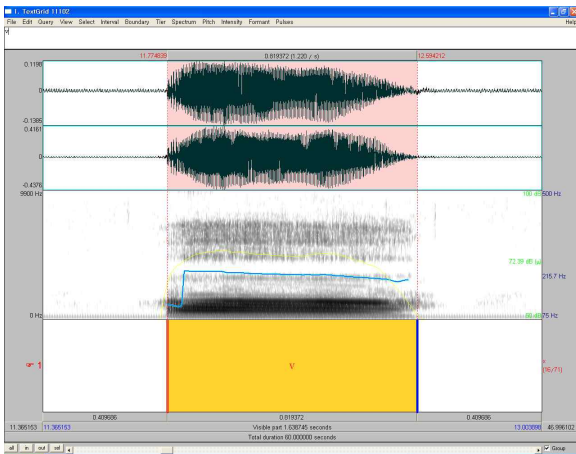 1. TextGrid 11102
File Edit Query View Select Interval Boundary Tier Spectrum Pitch Intensity Formant Pulses Help
v
11.774839 0.819372 (1.220 / s) 12.594212
0.1198
0
-0.1385
0.4161
0
-0.4376
9900 Hz 100 dB 500 Hz
72.39 dB (µ) 215.7 Hz
0 Hz 60 dB 75 Hz
1 v
(16/71)
0.409686 0.819372 0.409686
11.365153 11.365153 Visible part 1.638745 seconds 13.003898 46.996102
Total duration 60.000000 seconds
all in out sel Group